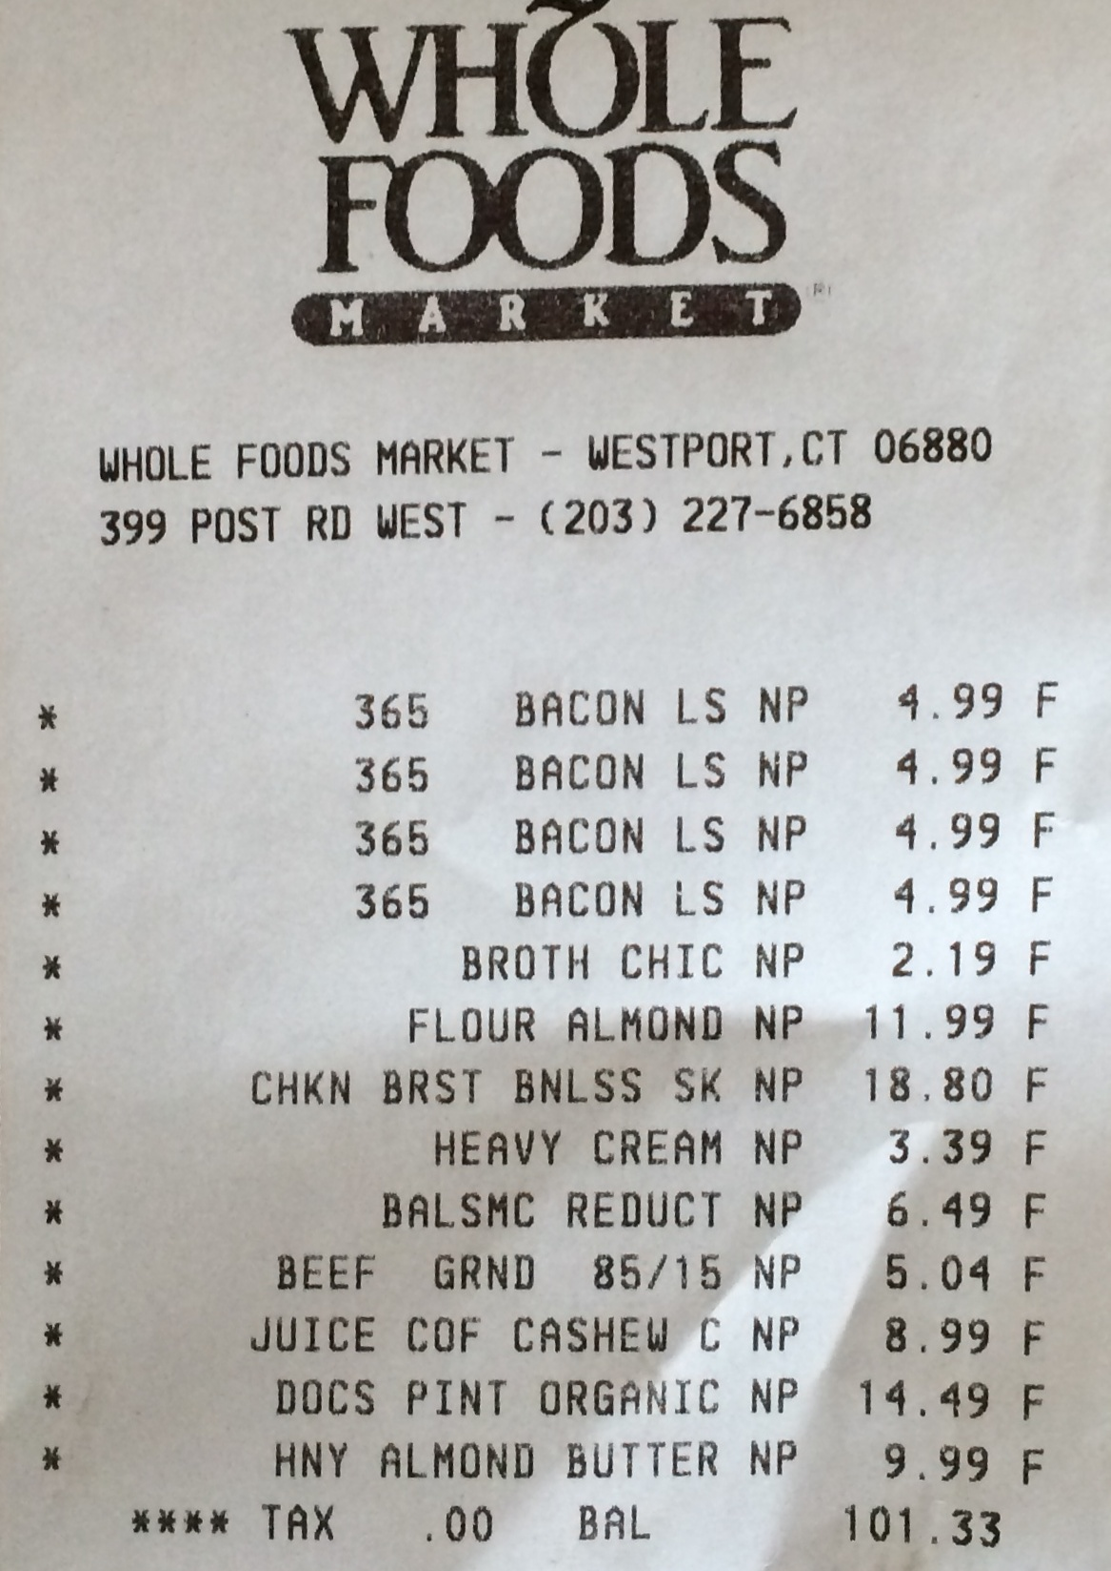 WHOLE
FOODS
MARKET
WHOLE FOODS MARKET - WESTPORT,CT 06880
399 POST RD WEST - (203) 227-6858
* 365 BACON LS NP 4.99 F
* 365 BACON LS NP 4.99 F
* 365 BACON LS NP 4.99 F
* 365 BACON LS NP 4.99 F
* BROTH CHIC NP 2.19 F
* FLOUR ALMOND NP 11.99 F
* CHKN BRST BNLSS SK NP 18.80 F
* HEAVY CREAM NP 3.39 F
* BALSMC REDUCT NP 6.49 F
* BEEF GRND 85/15 NP 5.04 F
* JUICE COF CASHEW C NP 8.99 F
* DOCS PINT ORGANIC NP 14.49 F
* HNY ALMOND BUTTER NP 9.99 F
**** TAX .00 BAL 101.33